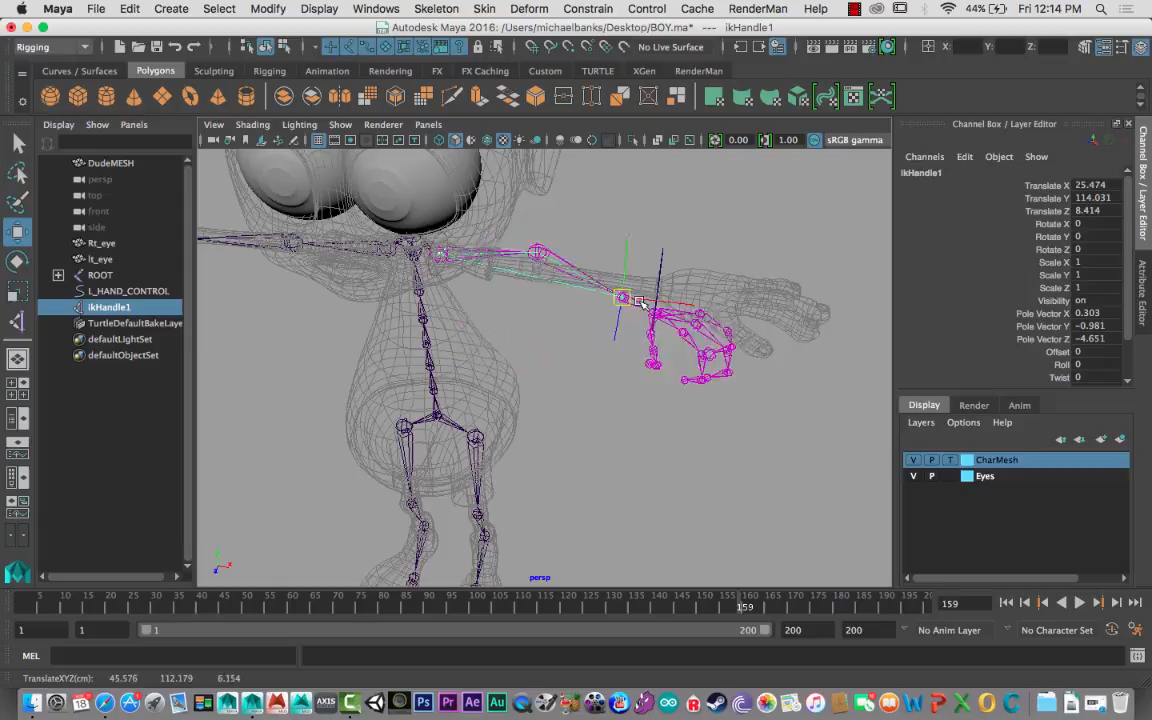 Maya File Edit Create Select Modify Display Windows Skeleton Skin Deform Constrain Control Cache RenderMan Help 44% Fri 12:14 PM
Autodesk Maya 2016: /Users/michaelbanks/Desktop/BOY.ma* --- ikHandle1
Rigging No Live Surface X: Y: Z:
Curves / Surfaces Polygons Sculpting Rigging Animation Rendering FX FX Caching Custom TURTLE XGen RenderMan
Display Show Panels
View Shading Lighting Show Renderer Panels
0.00 1.00 sRGB gamma
Channel Box / Layer Editor
Channels Edit Object Show
ikHandle1
Translate X 25.474
Translate Y 114.031
Translate Z 8.414
Rotate X 0
Rotate Y 0
Rotate Z 0
Scale X 1
Scale Y 1
Scale Z 1
Visibility on
Pole Vector X 0.303
Pole Vector Y -0.981
Pole Vector Z -4.651
Offset 0
Roll 0
Twist 0
Channel Box / Layer Editor
Attribute Editor
DudeMESH
persp
top
front
side
Rt_eye
lt_eye
ROOT
L_HAND_CONTROL
ikHandle1
TurtleDefaultBakeLaye
defaultLightSet
defaultObjectSet
Display Render Anim
Layers Options Help
V P T CharMesh
V P Eyes
persp
5 10 15 20 25 30 35 40 45 50 55 60 65 70 75 80 85 90 95 100 105 110 115 120 125 130 135 140 145 150 155 160 165 170 175 180 185 190 195 20
159 159
1 1 1 200 200 200 No Anim Layer No Character Set
MEL
TranslateXYZ(cm): 45.576 112.179 6.154